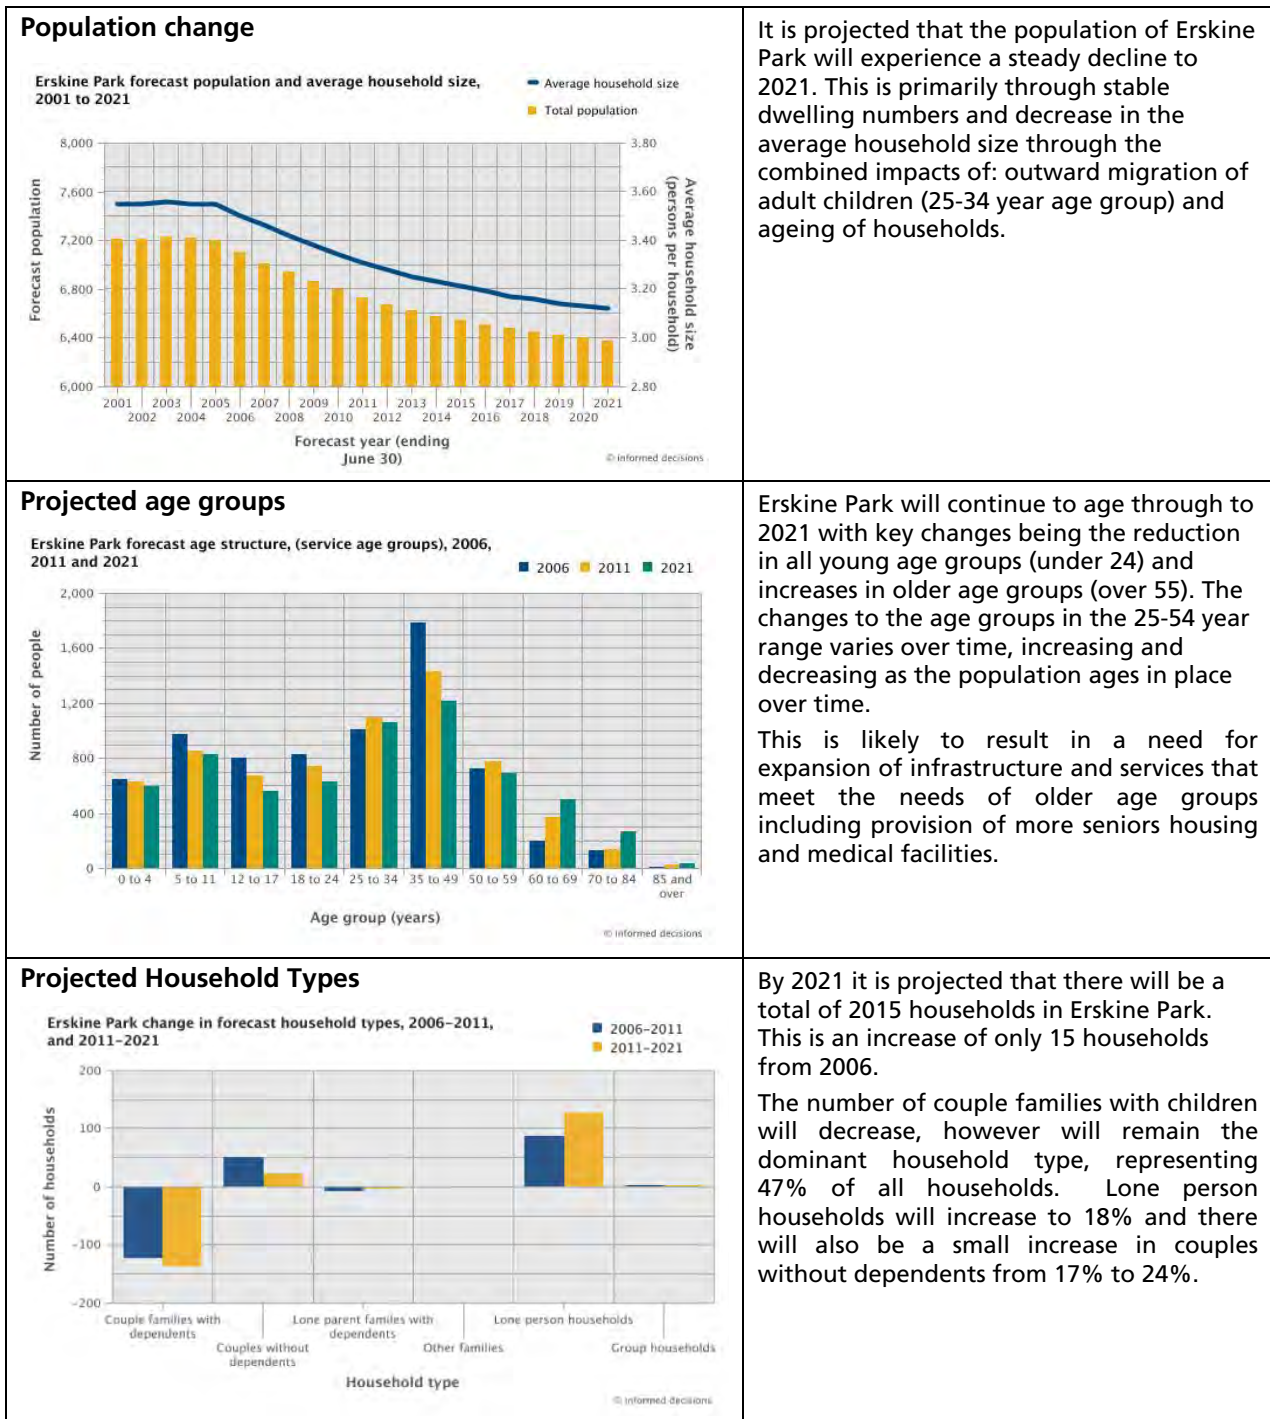 Population change
Erskine Park forecast population and average household size,
2001 to 2021
Average household size
Total population
8,000
7,600
7,200
6,800
6,400
6,000
3.80
3.60
3.40
3.20
3.00
2.80
Forecast population
Average household size
(persons per household)
2001 2003 2005 2007 2009 2011 2013 2015 2017 2019 2021
2002 2004 2006 2008 2010 2012 2014 2016 2018 2020
Forecast year (ending
June 30)
© informed decisions
It is projected that the population of Erskine
Park will experience a steady decline to
2021. This is primarily through stable
dwelling numbers and decrease in the
average household size through the
combined impacts of: outward migration of
adult children (25-34 year age group) and
ageing of households.
Projected age groups
Erskine Park forecast age structure, (service age groups), 2006,
2011 and 2021
2006 2011 2021
2,000
1,600
1,200
800
400
0
Number of people
0 to 4 5 to 11 12 to 17 18 to 24 25 to 34 35 to 49 50 to 59 60 to 69 70 to 84 85 and
over
Age group (years)
© informed decisions
Erskine Park will continue to age through to
2021 with key changes being the reduction
in all young age groups (under 24) and
increases in older age groups (over 55). The
changes to the age groups in the 25-54 year
range varies over time, increasing and
decreasing as the population ages in place
over time.
This is likely to result in a need for
expansion of infrastructure and services that
meet the needs of older age groups
including provision of more seniors housing
and medical facilities.
Projected Household Types
Erskine Park change in forecast household types, 2006–2011,
and 2011–2021
2006–2011
2011–2021
200
100
0
-100
-200
Number of households
Couple families with
dependents
Couples without
dependents
Lone parent familes with
dependents
Other families
Lone person households
Group households
Household type
© informed decisions
By 2021 it is projected that there will be a
total of 2015 households in Erskine Park.
This is an increase of only 15 households
from 2006.
The number of couple families with children
will decrease, however will remain the
dominant household type, representing
47% of all households. Lone person
households will increase to 18% and there
will also be a small increase in couples
without dependents from 17% to 24%.